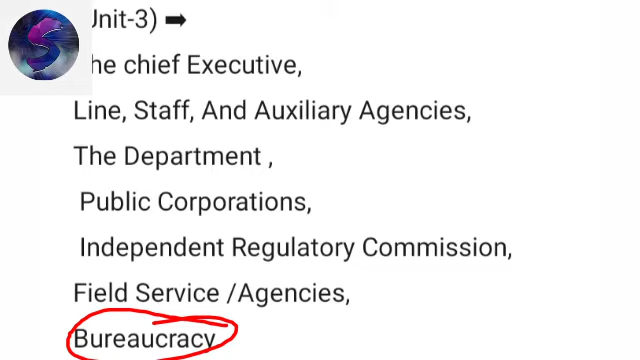 Unit-3) ➡
he chief Executive,
Line, Staff, And Auxiliary Agencies,
The Department ,
Public Corporations,
Independent Regulatory Commission,
Field Service /Agencies,
Bureaucracy